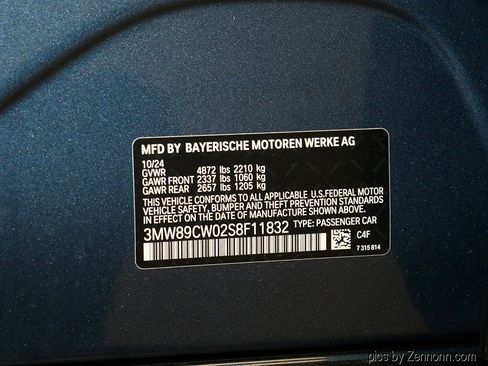 MFD BY BAYERISCHE MOTOREN WERKE AG
10/24
GVWR 4872 lbs 2210 kg
GAWR FRONT 2337 lbs 1060 kg
GAWR REAR 2657 lbs 1205 kg
THIS VEHICLE CONFORMS TO ALL APPLICABLE U.S.FEDERAL MOTOR
VEHICLE SAFETY, BUMPER AND THEFT PREVENTION STANDARDS
IN EFFECT ON THE DATE OF MANUFACTURE SHOWN ABOVE.
3MW89CW02S8F11832 TYPE: PASSENGER CAR
C4F
7 315 814
pics by Zennonn.com